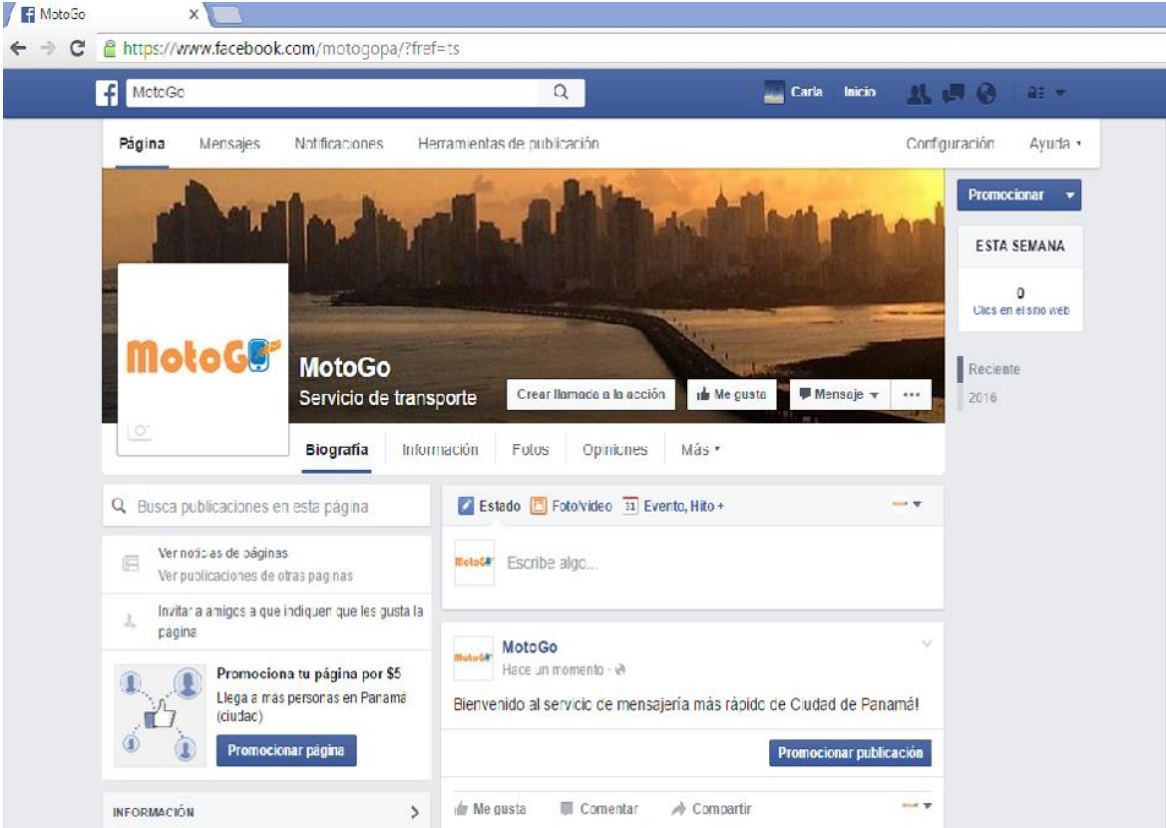 MotoGo
https://www.facebook.com/motogopa/?fref=ts
MotoGo
Carla Inicio
Página Mensajes Notificaciones Herramientas de publicación Configuración Ayuda
Promocionar
ESTA SEMANA
0
Clics en el sitio web
Reciente
2016
MotoGo
MotoGo
Servicio de transporte
Crear llamada a la acción Me gusta Mensaje ...
Biografía Información Fotos Opiniones Más
Busca publicaciones en esta página
Ver noticias de páginas
Ver publicaciones de otras paginas
Invitar a amigos a que indiquen que les gusta la
página
Promociona tu página por $5
Llega a mas personas en Panamá
(ciudad)
Promocionar página
INFORMACIÓN
Estado Foto/video 31 Evento, Hito +
MotoGo
Escribe algo...
MotoGo
MotoGo
Hace un momento ·
Bienvenido al servicio de mensajería más rápido de Ciudad de Panamá!
Promocionar publicación
Me gusta Comentar Compartir